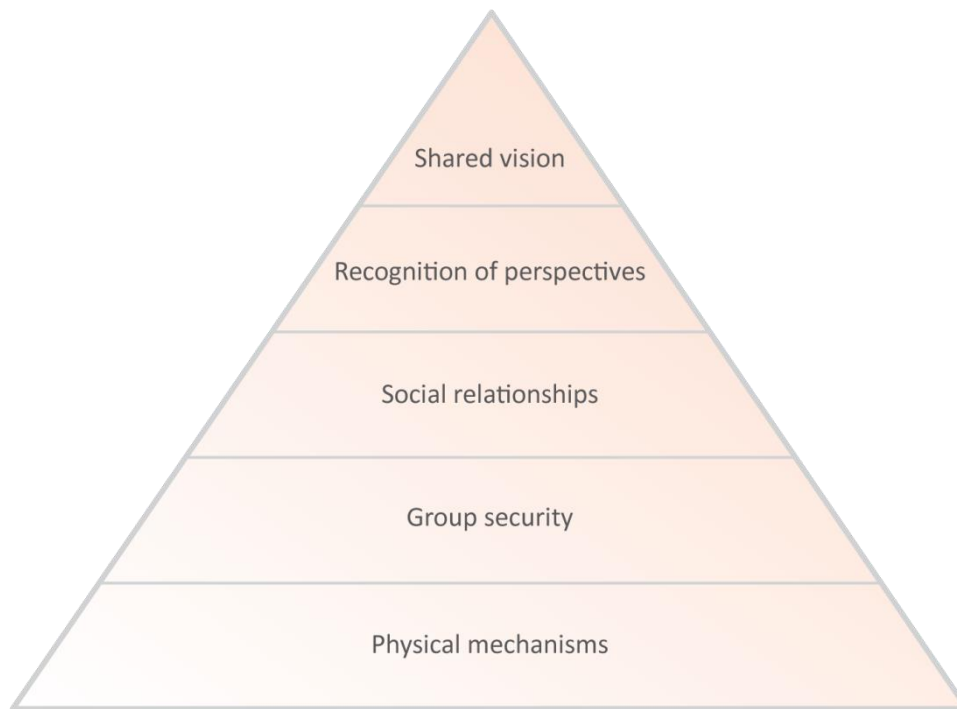 Shared vision
Recognition of perspectives
Social relationships
Group security
Physical mechanisms